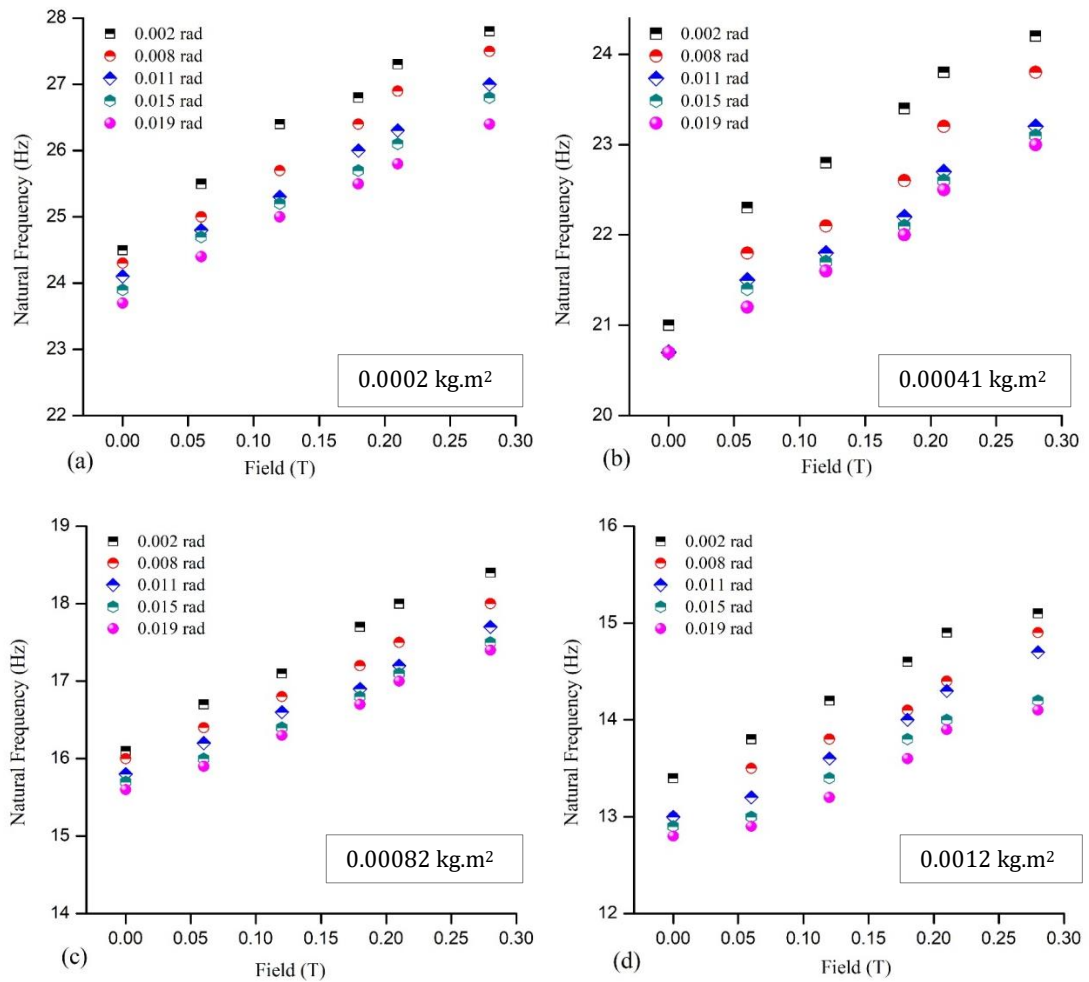 28
27
26
25
24
23
22
Natural Frequency (Hz)
0.002 rad
0.008 rad
0.011 rad
0.015 rad
0.019 rad
0.0002 kg.m²
0.00 0.05 0.10 0.15 0.20 0.25 0.30
(a)
Field (T)
24
23
22
21
20
Natural Frequency (Hz)
0.002 rad
0.008 rad
0.011 rad
0.015 rad
0.019 rad
0.00041 kg.m²
0.00 0.05 0.10 0.15 0.20 0.25 0.30
(b)
Field (T)
19
18
17
16
15
14
Natural Frequency (Hz)
0.002 rad
0.008 rad
0.011 rad
0.015 rad
0.019 rad
0.00082 kg.m²
0.00 0.05 0.10 0.15 0.20 0.25 0.30
(c)
Field (T)
16
15
14
13
12
Natural Frequency (Hz)
0.002 rad
0.008 rad
0.011 rad
0.015 rad
0.019 rad
0.0012 kg.m²
0.00 0.05 0.10 0.15 0.20 0.25 0.30
(d)
Field (T)